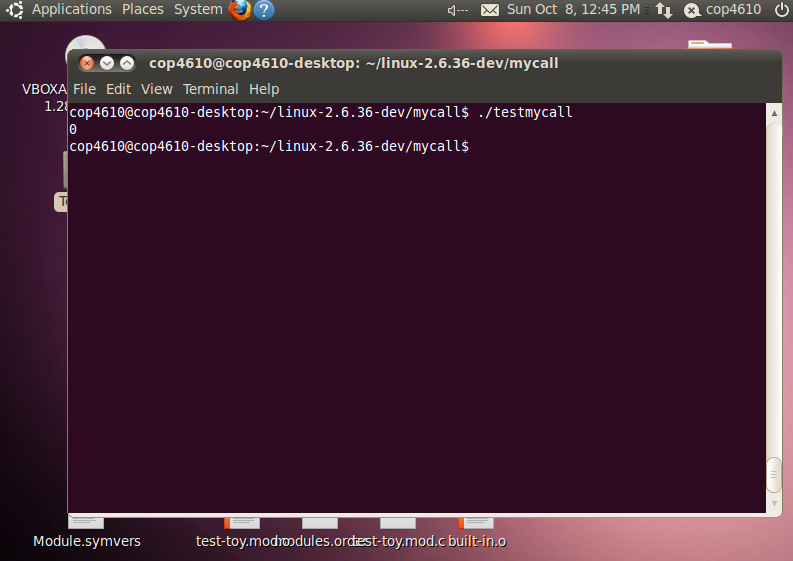 Applications Places System ? Sun Oct 8, 12:45 PM cop4610
cop4610@cop4610-desktop: ~/linux-2.6.36-dev/mycall
VBOXA
1.28
File Edit View Terminal Help
cop4610@cop4610-desktop:~/linux-2.6.36-dev/mycall$ ./testmycall
0
cop4610@cop4610-desktop:~/linux-2.6.36-dev/mycall$
Module.symvers test-toy.mod.o modules.order test-toy.mod.c built-in.o